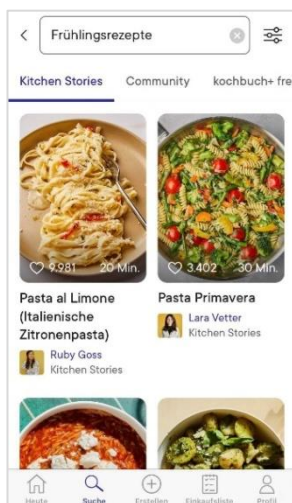 Frühlingsrezepte
Kitchen Stories Community kochbuch+ fre
9.981 20 Min.
3.402 30 Min.
Pasta al Limone
(Italienische
Zitronenpasta)
Ruby Goss
Kitchen Stories
Pasta Primavera
Lara Vetter
Kitchen Stories
Heute Suche Erstellen Einkaufsliste Profil